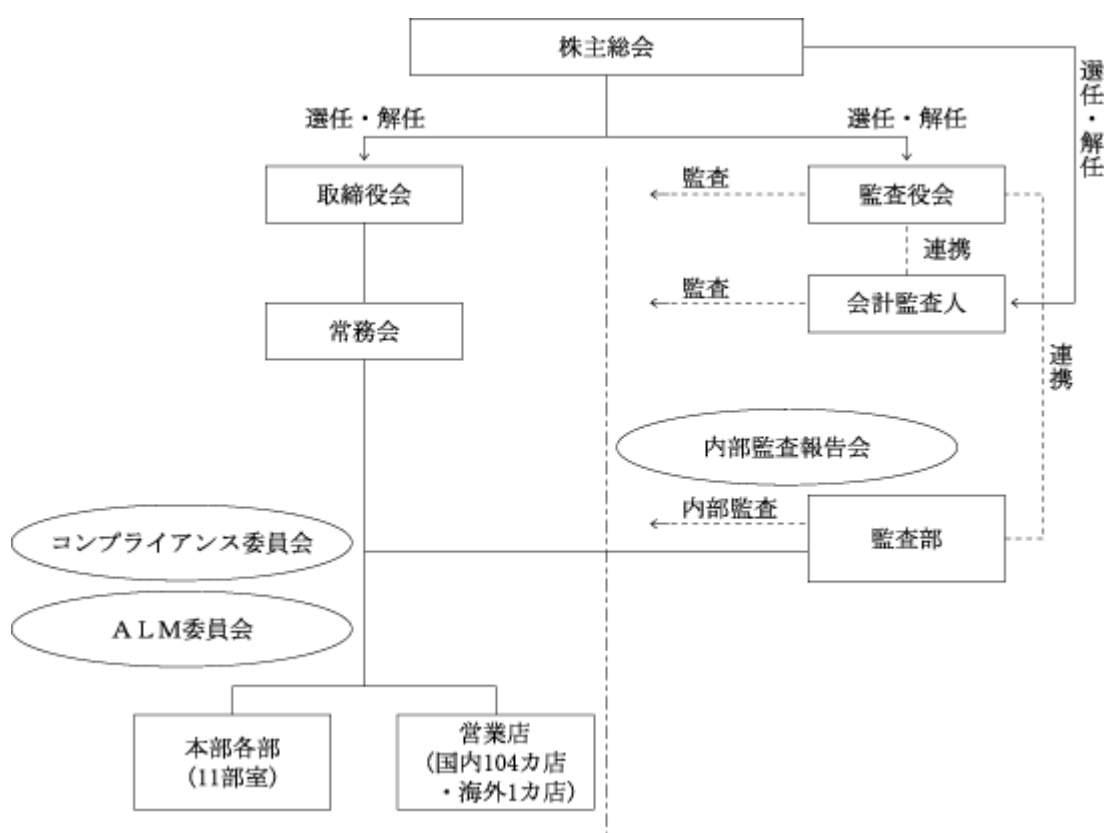 株主総会
選任・解任
選任・解任
選任・解任
取締役会
監査
監査役会
連携
監査
会計監査人
常務会
連携
内部監査報告会
内部監査
監査部
コンプライアンス委員会
ＡＬＭ委員会
本部各部
(11部室)
営業店
(国内104カ店
・海外1カ店)